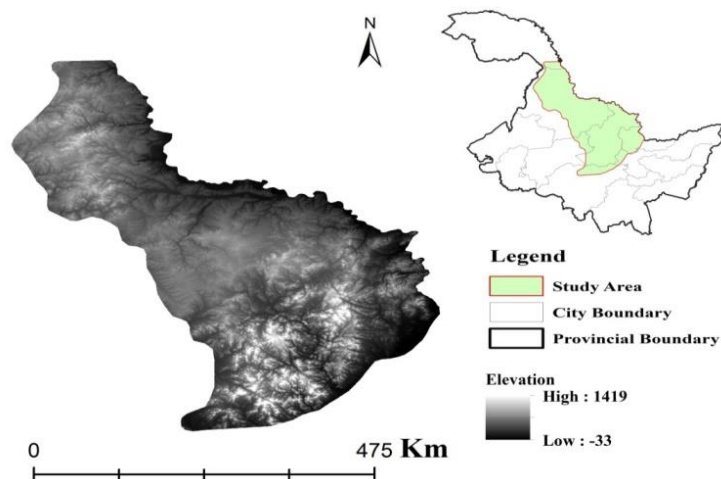 N
Legend
Study Area
City Boundary
Provincial Boundary
Elevation
High : 1419
Low : -33
0 475 Km